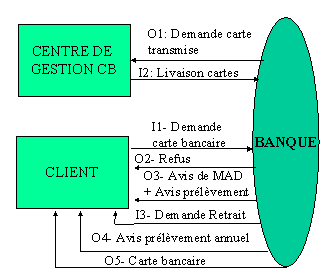 O1: Demande carte
transmise
CENTRE DE
GESTION CB
I2: Livaison cartes
I1- Demande
carte bancaire
BANQUE
O2- Refus
O3- Avis de MAD
+ Avis prélèvement
CLIENT
I3- Demande Retrait
O4- Avis prélèvement annuel
O5- Carte bancaire